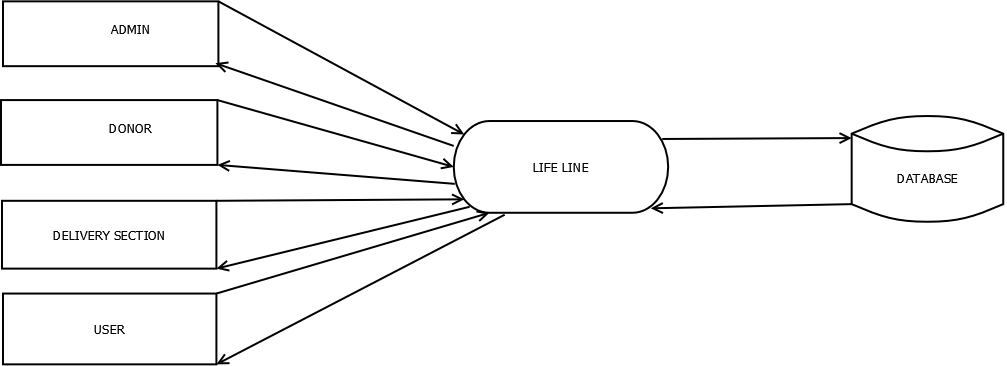 ADMIN
DONOR
LIFE LINE
DATABASE
DELIVERY SECTION
USER